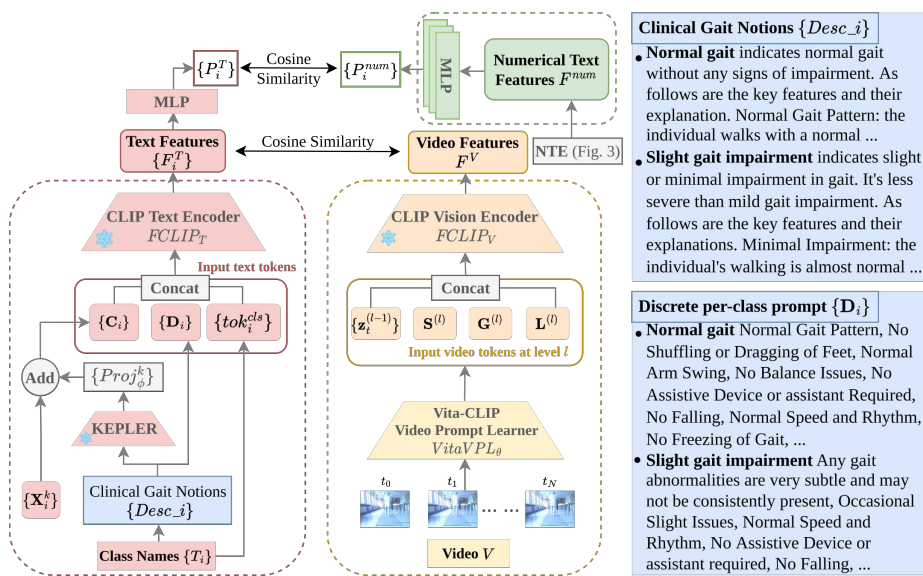 {P_i^T}
Cosine
Similarity
{P_i^{num}}
MLP
Numerical Text
Features F^{num}
MLP
Text Features
{F_i^T}
Cosine Similarity
Video Features
F^V
NTE (Fig. 3)
CLIP Text Encoder
FCLIP_T
Input text tokens
Concat
{C_i}
{D_i}
{tok_i^{cls}}
Add
{Proj_ϕ^k}
KEPLER
{X_i^k}
Clinical Gait Notions
{Desc_i}
Class Names {T_i}
CLIP Vision Encoder
FCLIP_V
Concat
{z_t^{(l-1)}}
S^{(l)}
G^{(l)}
L^{(l)}
Input video tokens at level l
Vita-CLIP
Video Prompt Learner
VitaVPL_θ
t_0
t_1
t_N
... ...
Video V
Clinical Gait Notions {Desc_i}
• Normal gait indicates normal gait
without any signs of impairment. As
follows are the key features and their
explanation. Normal Gait Pattern: the
individual walks with a normal ...
• Slight gait impairment indicates slight
or minimal impairment in gait. It's less
severe than mild gait impairment. As
follows are the key features and their
explanations. Minimal Impairment: the
individual's walking is almost normal ...
Discrete per-class prompt {D_i}
• Normal gait Normal Gait Pattern, No
Shuffling or Dragging of Feet, Normal
Arm Swing, No Balance Issues, No
Assistive Device or assistant Required,
No Falling, Normal Speed and Rhythm,
No Freezing of Gait, ...
• Slight gait impairment Any gait
abnormalities are very subtle and may
not be consistently present, Occasional
Slight Issues, Normal Speed and
Rhythm, No Assistive Device or
assistant required, No Falling, ...